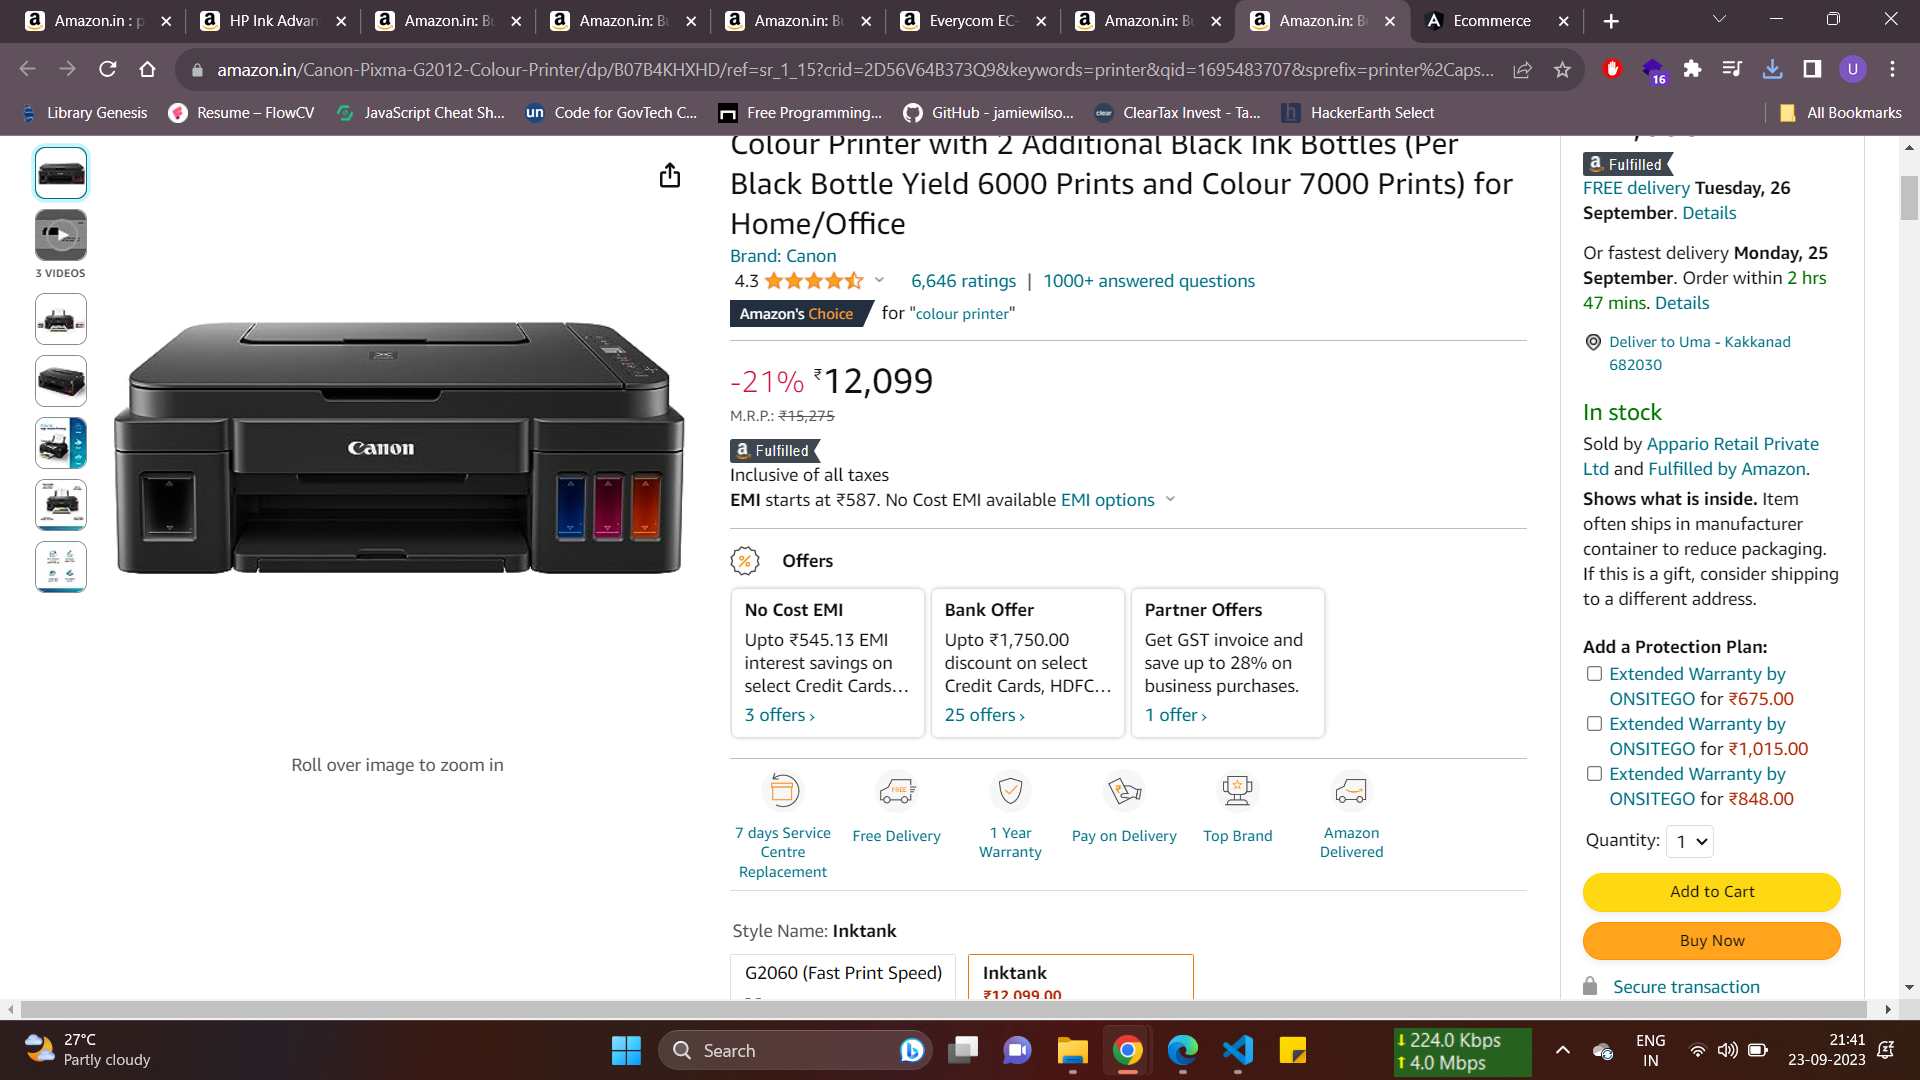 Amazon.in : p
HP Ink Advan
Amazon.in: Bu
Amazon.in: Bu
Amazon.in: Bu
Everycom EC-
Amazon.in: Bu
Amazon.in: Bu
Ecommerce
amazon.in/Canon-Pixma-G2012-Colour-Printer/dp/B07B4KHXHD/ref=sr_1_15?crid=2D56V64B373Q9&keywords=printer&qid=1695483707&sprefix=printer%2Caps...
16
U
Library Genesis
Resume – FlowCV
JavaScript Cheat Sh...
un
Code for GovTech C...
Free Programming...
GitHub - jamiewilso...
clear
ClearTax Invest - Ta...
h
HackerEarth Select
All Bookmarks
3 VIDEOS
Canon
Roll over image to zoom in
Colour Printer with 2 Additional Black Ink Bottles (Per
Black Bottle Yield 6000 Prints and Colour 7000 Prints) for
Home/Office
Brand: Canon
4.3 6,646 ratings | 1000+ answered questions
Amazon's Choice for "colour printer"
-21% ₹12,099
M.R.P.: ₹15,275
a Fulfilled
Inclusive of all taxes
EMI starts at ₹587. No Cost EMI available EMI options
Offers
No Cost EMI
Upto ₹545.13 EMI
interest savings on
select Credit Cards...
3 offers ›
Bank Offer
Upto ₹1,750.00
discount on select
Credit Cards, HDFC...
25 offers ›
Partner Offers
Get GST invoice and
save up to 28% on
business purchases.
1 offer ›
7 days Service
Centre
Replacement
FREE
Free Delivery
1 Year
Warranty
Pay on Delivery
Top Brand
Amazon
Delivered
Style Name: Inktank
G2060 (Fast Print Speed)
Inktank
₹12,099.00
a Fulfilled
FREE delivery Tuesday, 26
September. Details
Or fastest delivery Monday, 25
September. Order within 2 hrs
47 mins. Details
Deliver to Uma - Kakkanad
682030
In stock
Sold by Appario Retail Private
Ltd and Fulfilled by Amazon.
Shows what is inside. Item
often ships in manufacturer
container to reduce packaging.
If this is a gift, consider shipping
to a different address.
Add a Protection Plan:
Extended Warranty by
ONSITEGO for ₹675.00
Extended Warranty by
ONSITEGO for ₹1,015.00
Extended Warranty by
ONSITEGO for ₹848.00
Quantity: 1
Add to Cart
Buy Now
Secure transaction
27°C
Partly cloudy
Search
224.0 Kbps
4.0 Mbps
ENG
IN
21:41
23-09-2023